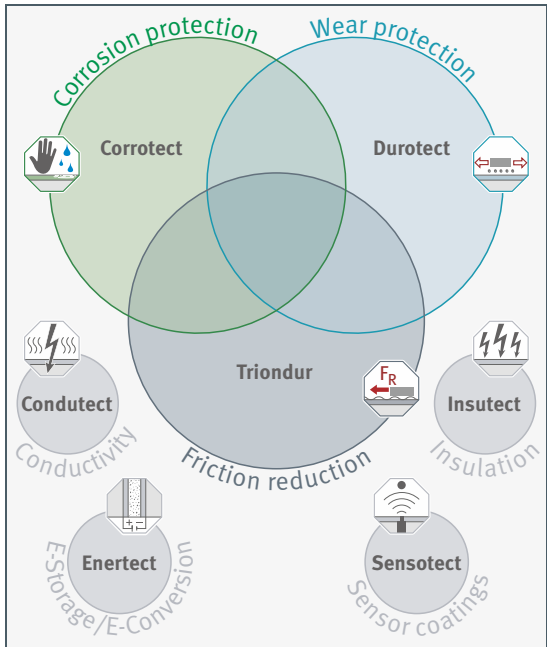 Corrosion protection
Wear protection
Corrotect
Durotect
Triondur
F_R
Friction reduction
Condutect
Conductivity
Insutect
Insulation
+ −
Enertect
E-Storage/E-Conversion
Sensotect
Sensor coatings